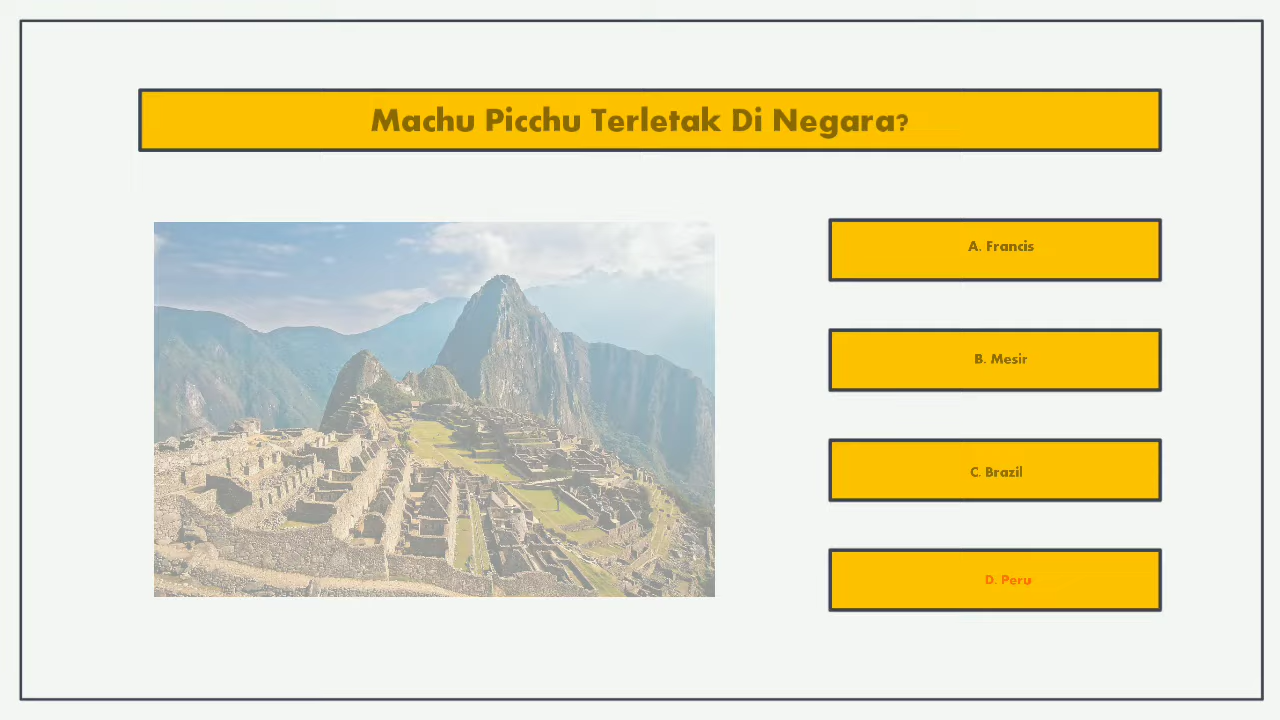 Machu Picchu Terletak Di Negara?
A. Francis
B. Mesir
C. Brazil
D. Peru